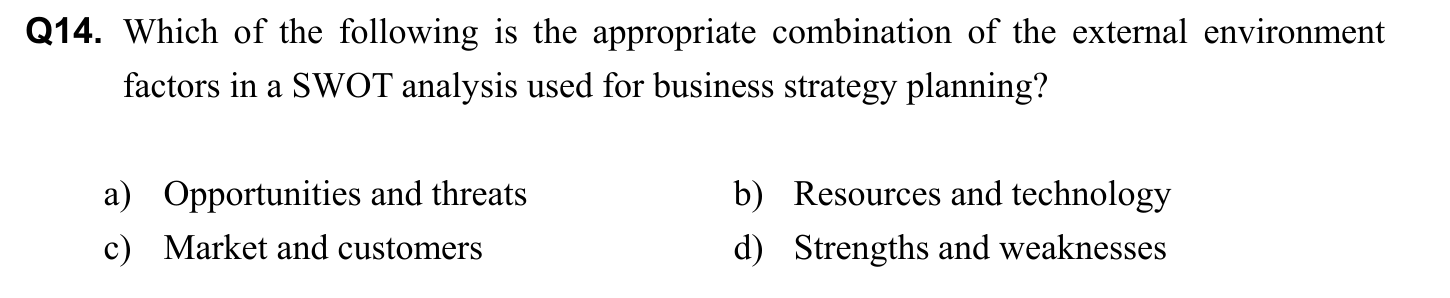 Q14. Which of the following is the appropriate combination of the external environment
factors in a SWOT analysis used for business strategy planning?
a) Opportunities and threats b) Resources and technology
c) Market and customers d) Strengths and weaknesses